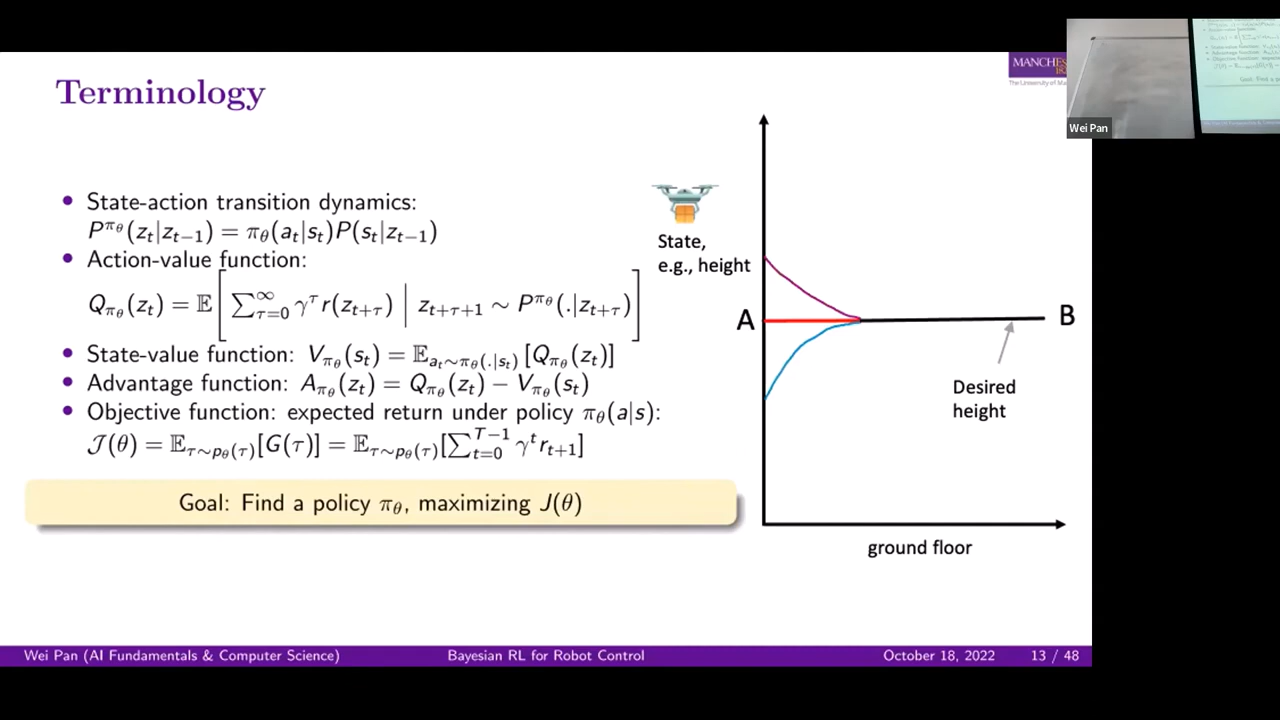 Terminology
MANCHES
The University of Ma
Wei Pan
• State-action transition dynamics:
P^{π_θ}(z_t|z_{t−1}) = π_θ(a_t|s_t)P(s_t|z_{t−1})
• Action-value function:
Q_{π_θ}(z_t) = 𝔼[∑_{τ=0}^{∞} γ^τ r(z_{t+τ}) | z_{t+τ+1} ∼ P^{π_θ}(.|z_{t+τ})]
• State-value function: V_{π_θ}(s_t) = 𝔼_{a_t∼π_θ(.|s_t)} [Q_{π_θ}(z_t)]
• Advantage function: A_{π_θ}(z_t) = Q_{π_θ}(z_t) − V_{π_θ}(s_t)
• Objective function: expected return under policy π_θ(a|s):
𝒥(θ) = 𝔼_{τ∼p_θ(τ)}[G(τ)] = 𝔼_{τ∼p_θ(τ)}[∑_{t=0}^{T−1} γ^t r_{t+1}]
Goal: Find a policy π_θ, maximizing J(θ)
State,
e.g., height
A
B
Desired
height
ground floor
Wei Pan (AI Fundamentals & Computer Science)
Bayesian RL for Robot Control
October 18, 2022
13 / 48